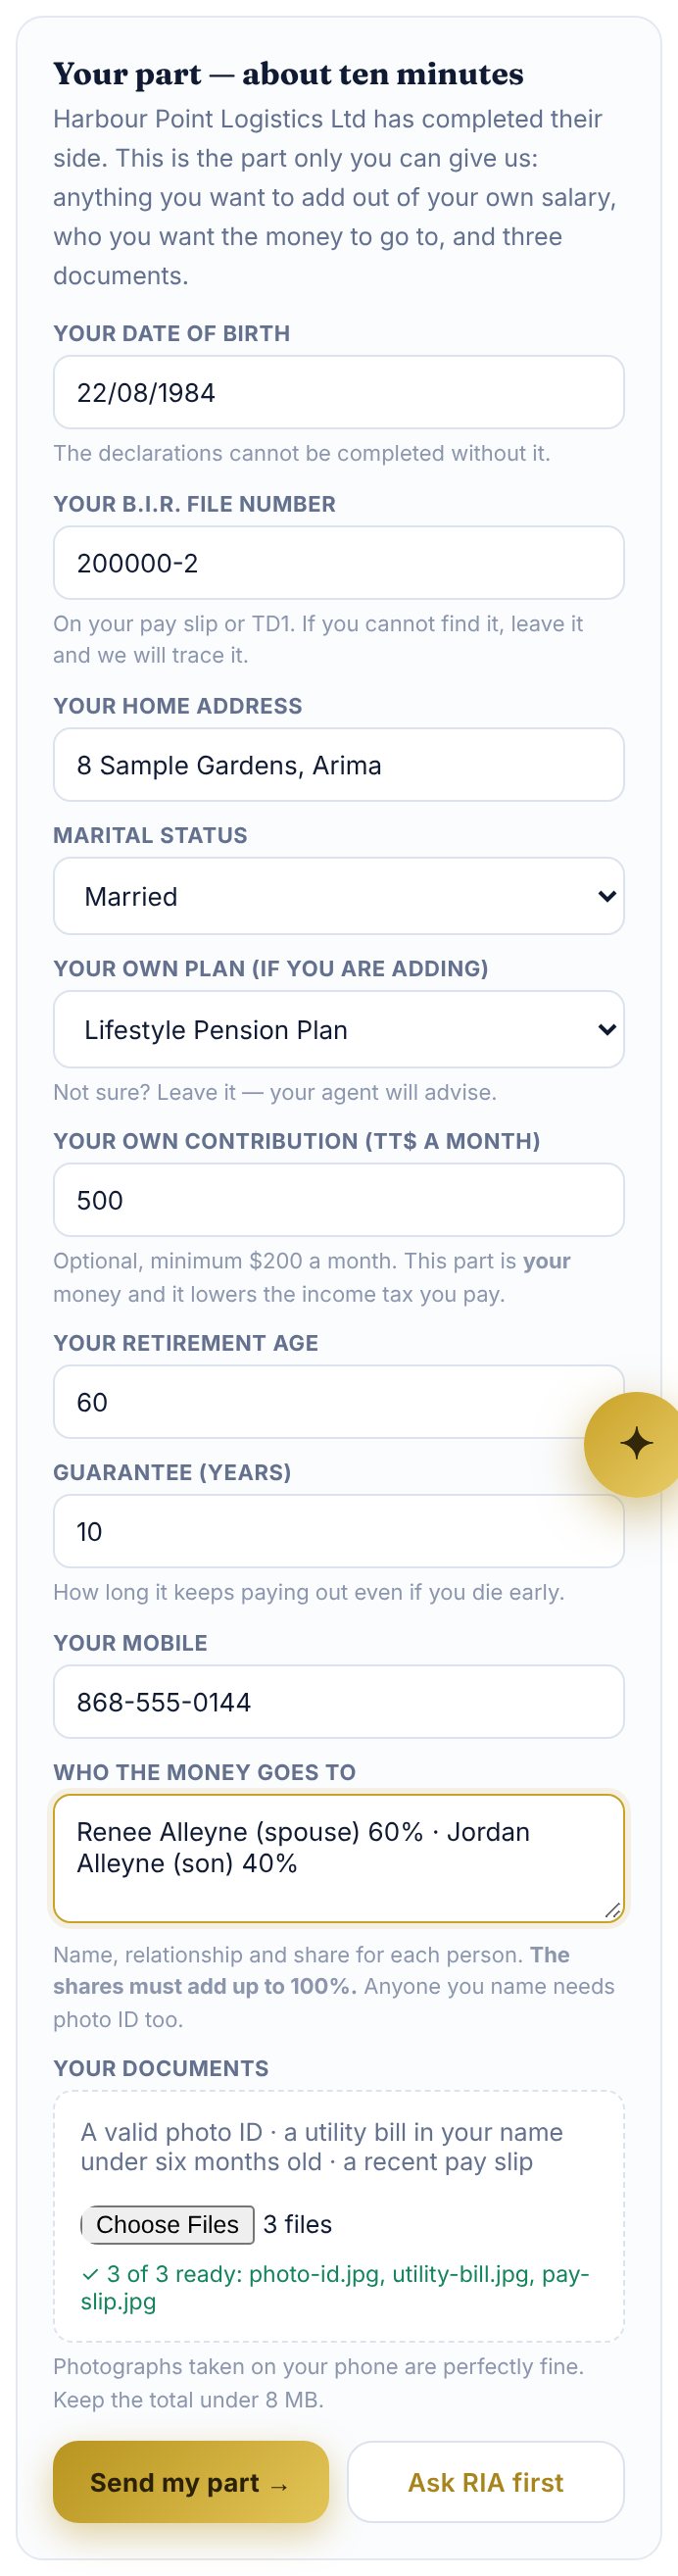 Your part — about ten minutes
Harbour Point Logistics Ltd has completed their
side. This is the part only you can give us:
anything you want to add out of your own salary,
who you want the money to go to, and three
documents.
YOUR DATE OF BIRTH
22/08/1984
The declarations cannot be completed without it.
YOUR B.I.R. FILE NUMBER
200000-2
On your pay slip or TD1. If you cannot find it, leave it
and we will trace it.
YOUR HOME ADDRESS
8 Sample Gardens, Arima
MARITAL STATUS
Married
YOUR OWN PLAN (IF YOU ARE ADDING)
Lifestyle Pension Plan
Not sure? Leave it — your agent will advise.
YOUR OWN CONTRIBUTION (TT$ A MONTH)
500
Optional, minimum $200 a month. This part is your
money and it lowers the income tax you pay.
YOUR RETIREMENT AGE
60
GUARANTEE (YEARS)
10
How long it keeps paying out even if you die early.
YOUR MOBILE
868-555-0144
WHO THE MONEY GOES TO
Renee Alleyne (spouse) 60% · Jordan
Alleyne (son) 40%
Name, relationship and share for each person. The
shares must add up to 100%. Anyone you name needs
photo ID too.
YOUR DOCUMENTS
A valid photo ID · a utility bill in your name
under six months old · a recent pay slip
Choose Files 3 files
✓ 3 of 3 ready: photo-id.jpg, utility-bill.jpg, pay-
slip.jpg
Photographs taken on your phone are perfectly fine.
Keep the total under 8 MB.
Send my part → Ask RIA first